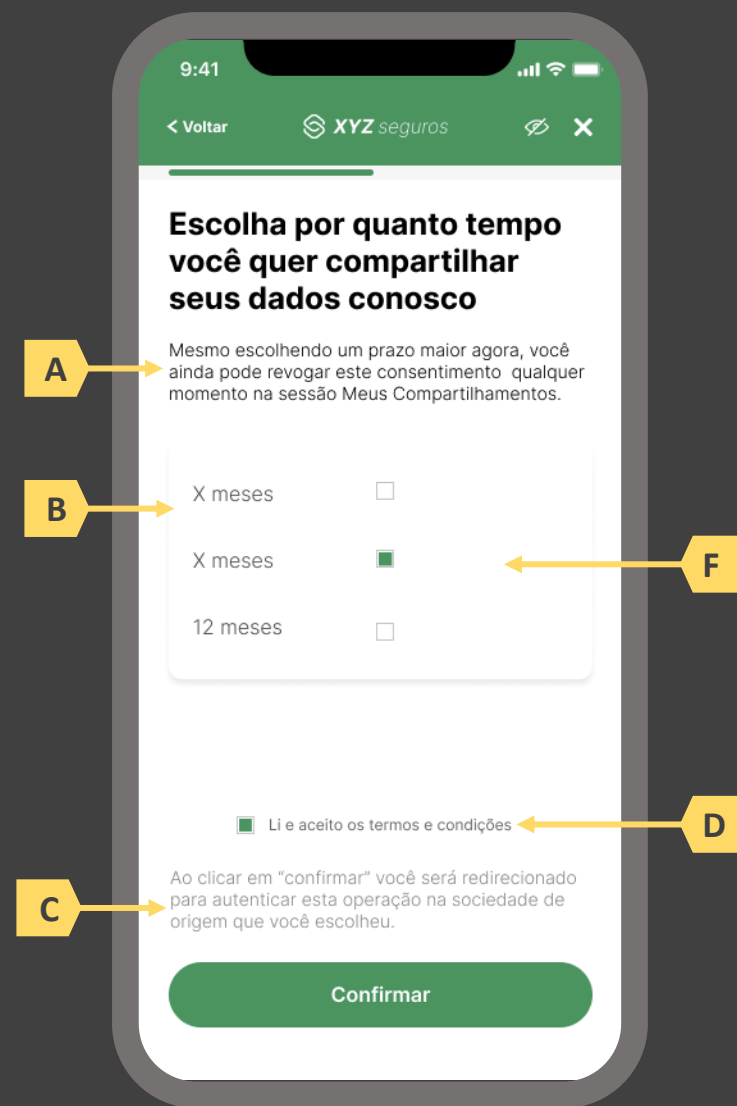 9:41
< Voltar XYZ seguros
Escolha por quanto tempo
você quer compartilhar
seus dados conosco
A
Mesmo escolhendo um prazo maior agora, você
ainda pode revogar este consentimento qualquer
momento na sessão Meus Compartilhamentos.
B
X meses
X meses
F
12 meses
Li e aceito os termos e condições
D
C
Ao clicar em “confirmar” você será redirecionado
para autenticar esta operação na sociedade de
origem que você escolheu.
Confirmar